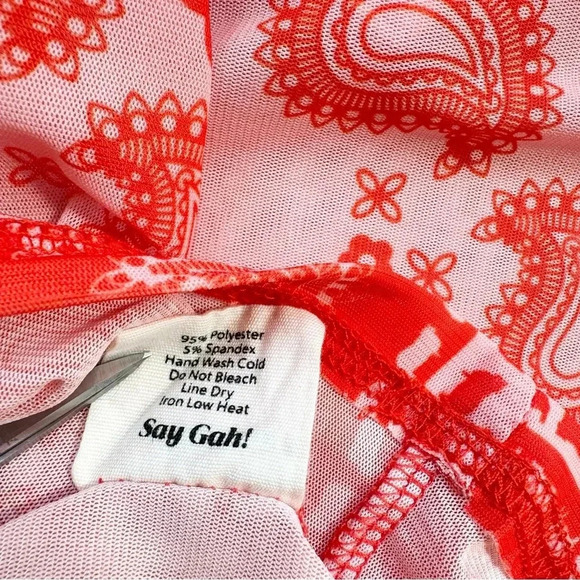 95% Polyester
5% Spandex
Hand Wash Cold
Do Not Bleach
Line Dry
Iron Low Heat
Say Gah!